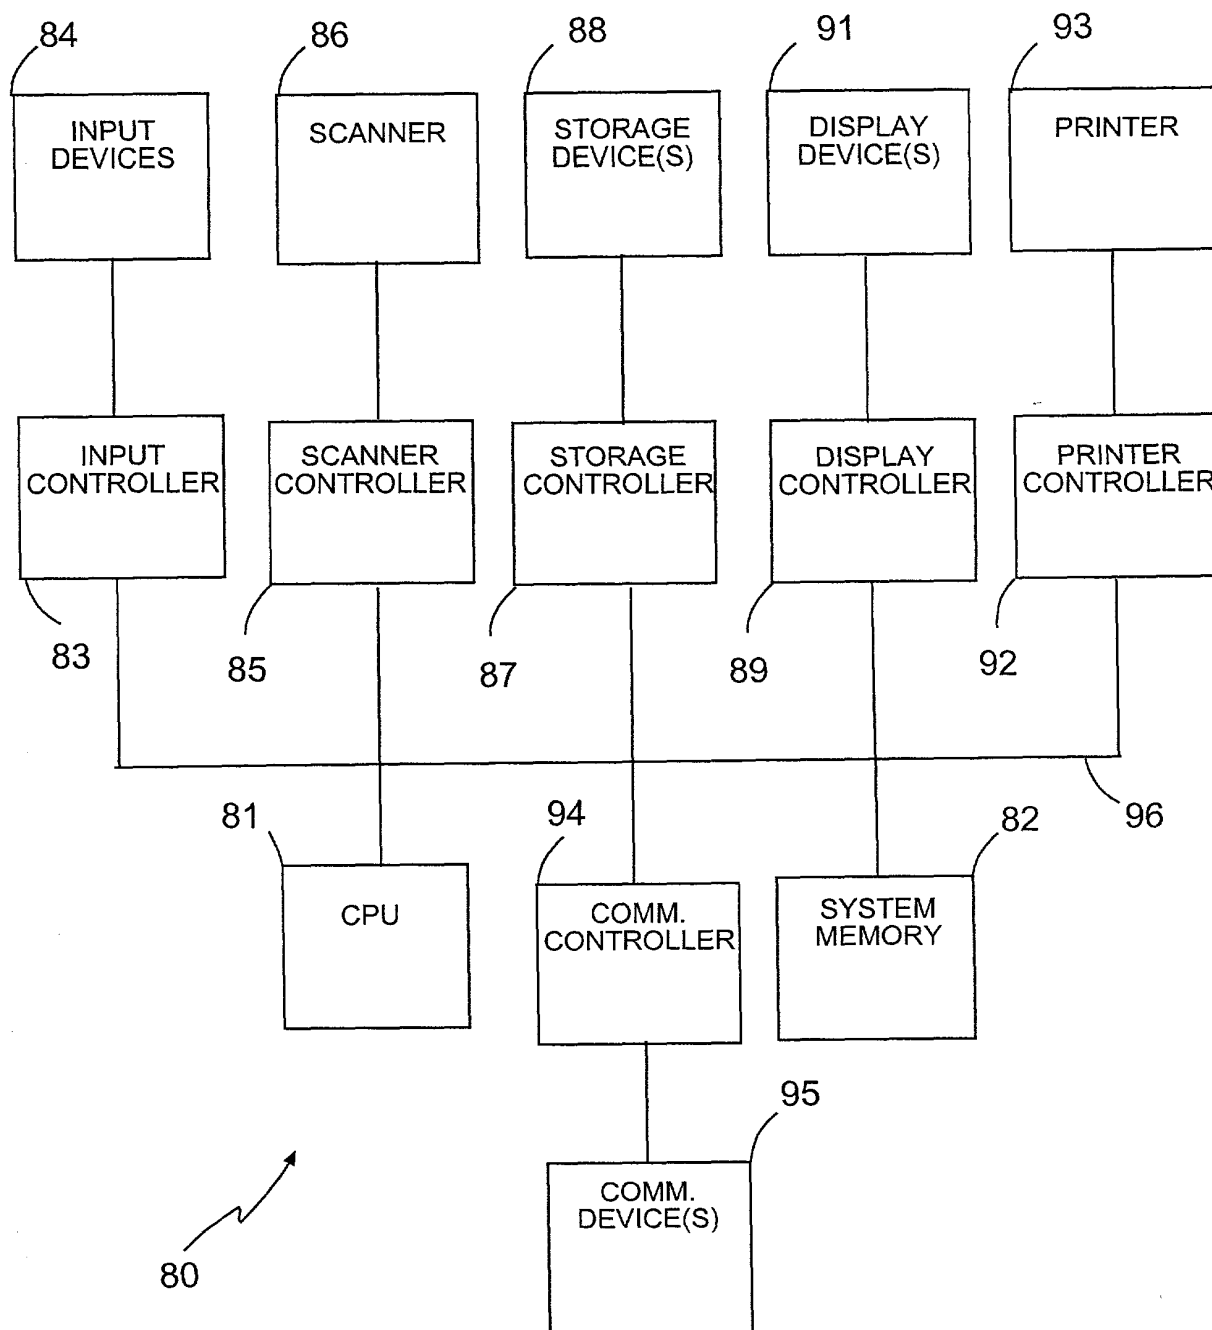 84
86
88
91
93
INPUT
DEVICES
SCANNER
STORAGE
DEVICE(S)
DISPLAY
DEVICE(S)
PRINTER
INPUT
CONTROLLER
SCANNER
CONTROLLER
STORAGE
CONTROLLER
DISPLAY
CONTROLLER
PRINTER
CONTROLLER
83
85
87
89
92
96
81
94
82
CPU
COMM.
CONTROLLER
SYSTEM
MEMORY
95
COMM.
DEVICE(S)
80